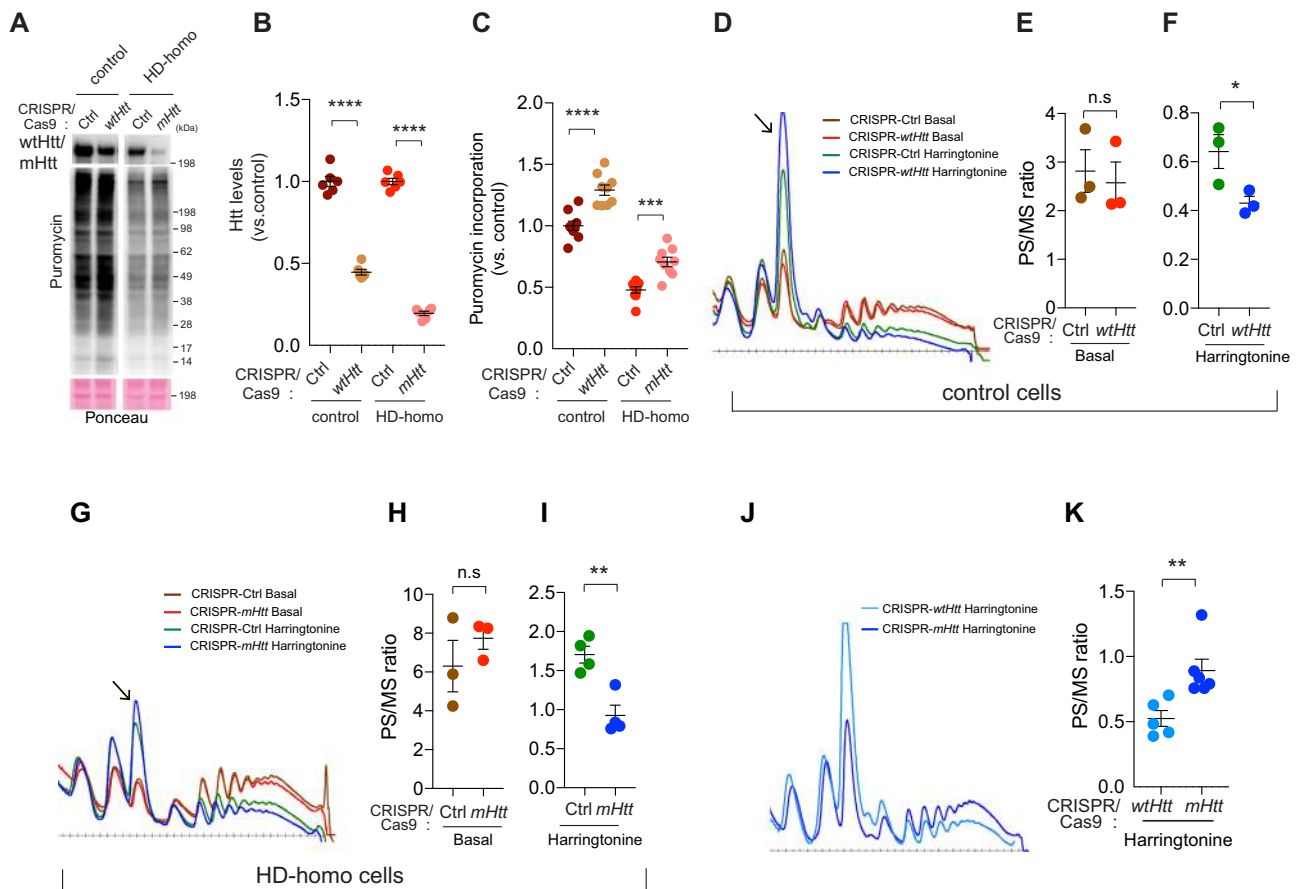 A
control
HD-homo
CRISPR/
Cas9 :
Ctrl
wtHtt
Ctrl
mHtt
(kDa)
wtHtt/
mHtt
198
Puromycin
198
98
62
49
38
28
17
14
198
Ponceau
B
Htt levels
(vs.control)
1.5
1.0
0.5
0.0
****
****
CRISPR/
Cas9 :
Ctrl
wtHtt
Ctrl
mHtt
control
HD-homo
C
Puromycin incorporation
(vs. control)
2.0
1.5
1.0
0.5
0.0
****
***
CRISPR/
Cas9 :
Ctrl
wtHtt
Ctrl
mHtt
control
HD-homo
D
CRISPR-Ctrl Basal
CRISPR-wtHtt Basal
CRISPR-Ctrl Harringtonine
CRISPR-wtHtt Harringtonine
E
PS/MS ratio
4
3
2
1
0
n.s
CRISPR/
Cas9 :
Ctrl wtHtt
Basal
F
0.8
0.6
0.4
0.2
0.0
*
Ctrl wtHtt
Harringtonine
control cells
G
CRISPR-Ctrl Basal
CRISPR-mHtt Basal
CRISPR-Ctrl Harringtonine
CRISPR-mHtt Harringtonine
H
PS/MS ratio
10
8
6
4
2
0
n.s
CRISPR/
Cas9 :
Ctrl mHtt
Basal
I
2.5
2.0
1.5
1.0
0.5
0.0
**
Ctrl mHtt
Harringtonine
HD-homo cells
J
CRISPR-wtHtt Harringtonine
CRISPR-mHtt Harringtonine
K
PS/MS ratio
1.5
1.0
0.5
0.0
**
CRISPR/
Cas9 :
wtHtt mHtt
Harringtonine